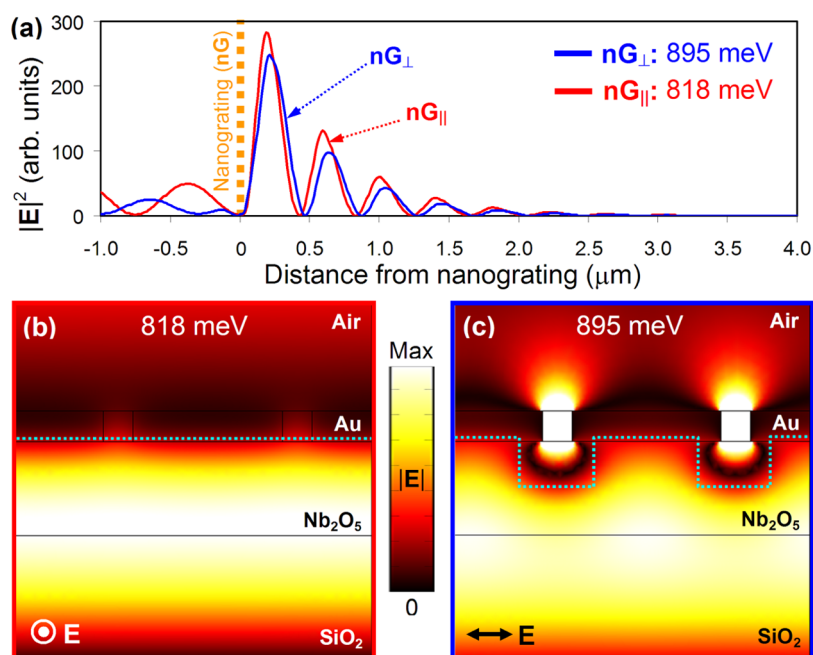 (a)
300
200
100
0
|E|² (arb. units)
Nanograting (nG)
nG⊥
nG||
nG⊥: 895 meV
nG||: 818 meV
-1.0 -0.5 0 0.5 1.0 1.5 2.0 2.5 3.0 3.5 4.0
Distance from nanograting (μm)
(b) 818 meV Air
Au
Nb₂O₅
E SiO₂
Max
|E|
0
(c) 895 meV Air
Au
Nb₂O₅
E SiO₂